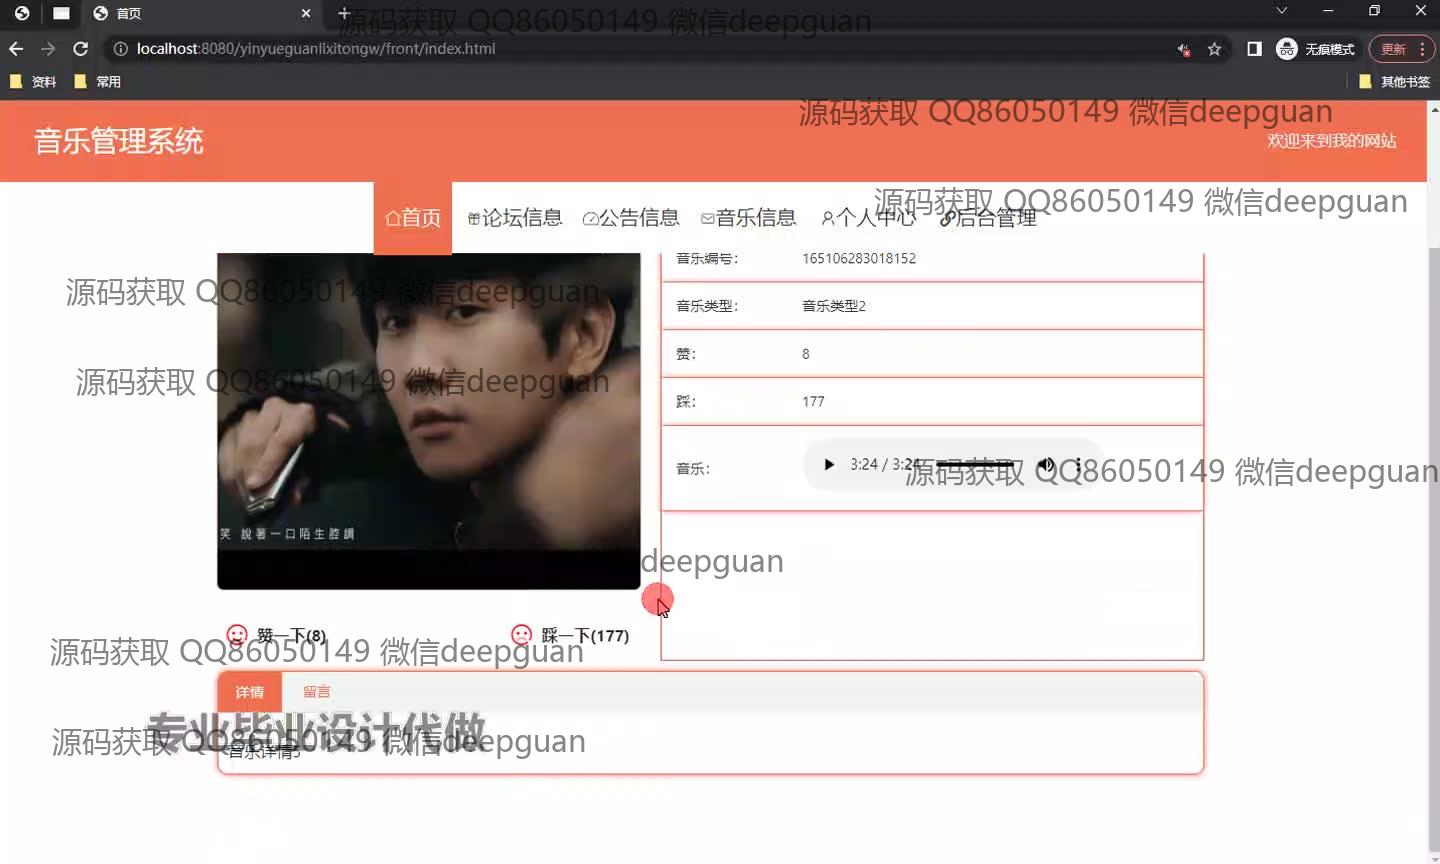 首页
源码获取 QQ86050149 微信deepguan
localhost:8080/yinyueguanlixitongw/front/index.html
无痕模式
更新
资料
常用
其他书签
源码获取 QQ86050149 微信deepguan
音乐管理系统
欢迎来到我的网站
源码获取 QQ86050149 微信deepguan
首页
论坛信息
公告信息
音乐信息
个人中心
后台管理
音乐编号：
165106283018152
源码获取 QQ86050149 微信deepguan
音乐类型：
音乐类型2
赞：
8
源码获取 QQ86050149 微信deepguan
踩：
177
音乐：
3:24 / 3:24
源码获取 QQ86050149 微信deepguan
笑 說著一口陌生腔調
deepguan
赞一下(8)
踩一下(177)
源码获取 QQ86050149 微信deepguan
详情
留言
专业毕业设计代做
源码获取 QQ86050149 微信deepguan
音乐详情5